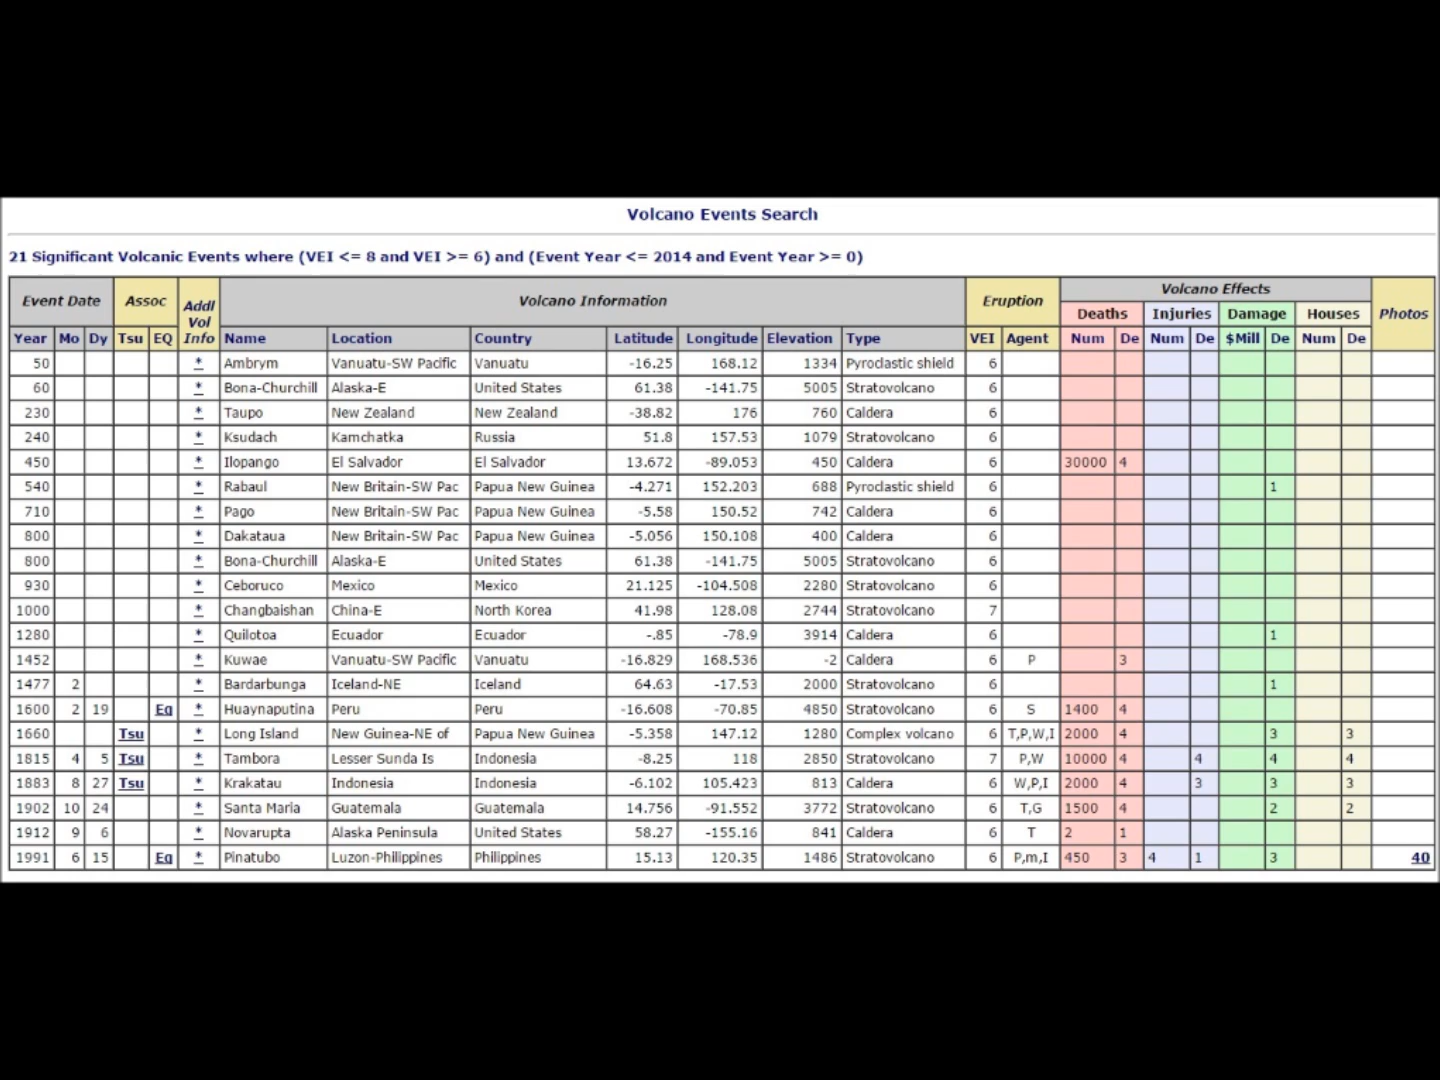 Volcano Events Search
21 Significant Volcanic Events where (VEI <= 8 and VEI >= 6) and (Event Year <= 2014 and Event Year >= 0)
Event Date Assoc Addl Vol Info Volcano Information Eruption Volcano Effects Photos
Deaths Injuries Damage Houses
Year Mo Dy Tsu EQ Name Location Country Latitude Longitude Elevation Type VEI Agent Num De Num De $Mill De Num De
50 * Ambrym Vanuatu-SW Pacific Vanuatu -16.25 168.12 1334 Pyroclastic shield 6
60 * Bona-Churchill Alaska-E United States 61.38 -141.75 5005 Stratovolcano 6
230 * Taupo New Zealand New Zealand -38.82 176 760 Caldera 6
240 * Ksudach Kamchatka Russia 51.8 157.53 1079 Stratovolcano 6
450 * Ilopango El Salvador El Salvador 13.672 -89.053 450 Caldera 6 30000 4
540 * Rabaul New Britain-SW Pac Papua New Guinea -4.271 152.203 688 Pyroclastic shield 6 1
710 * Pago New Britain-SW Pac Papua New Guinea -5.58 150.52 742 Caldera 6
800 * Dakataua New Britain-SW Pac Papua New Guinea -5.056 150.108 400 Caldera 6
800 * Bona-Churchill Alaska-E United States 61.38 -141.75 5005 Stratovolcano 6
930 * Ceboruco Mexico Mexico 21.125 -104.508 2280 Stratovolcano 6
1000 * Changbaishan China-E North Korea 41.98 128.08 2744 Stratovolcano 7
1280 * Quilotoa Ecuador Ecuador -.85 -78.9 3914 Caldera 6 1
1452 * Kuwae Vanuatu-SW Pacific Vanuatu -16.829 168.536 -2 Caldera 6 P 3
1477 2 * Bardarbunga Iceland-NE Iceland 64.63 -17.53 2000 Stratovolcano 6 1
1600 2 19 Eq * Huaynaputina Peru Peru -16.608 -70.85 4850 Stratovolcano 6 S 1400 4
1660 Tsu * Long Island New Guinea-NE of Papua New Guinea -5.358 147.12 1280 Complex volcano 6 T,P,W,I 2000 4 3 3
1815 4 5 Tsu * Tambora Lesser Sunda Is Indonesia -8.25 118 2850 Stratovolcano 7 P,W 10000 4 4 4 4
1883 8 27 Tsu * Krakatau Indonesia Indonesia -6.102 105.423 813 Caldera 6 W,P,I 2000 4 3 3 3
1902 10 24 * Santa Maria Guatemala Guatemala 14.756 -91.552 3772 Stratovolcano 6 T,G 1500 4 2 2
1912 9 6 * Novarupta Alaska Peninsula United States 58.27 -155.16 841 Caldera 6 T 2 1
1991 6 15 Eq * Pinatubo Luzon-Philippines Philippines 15.13 120.35 1486 Stratovolcano 6 P,m,I 450 3 4 1 3 40